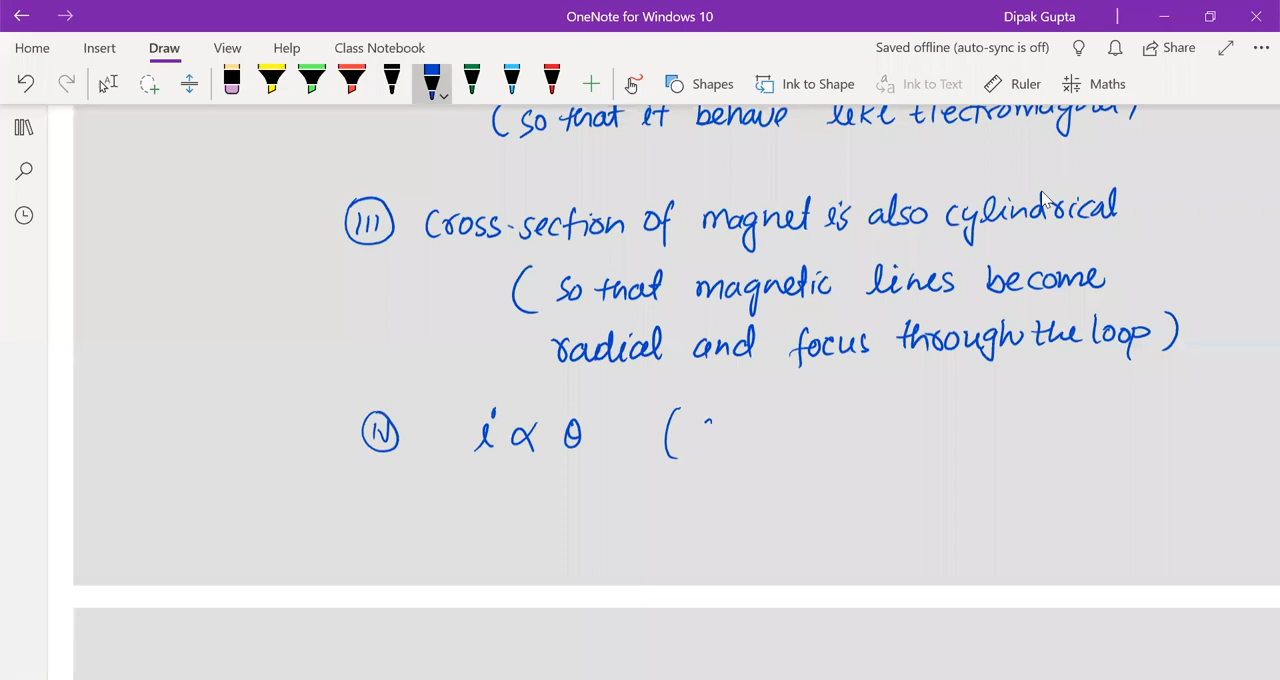 OneNote for Windows 10
Dipak Gupta
Home Insert Draw View Help Class Notebook
Saved offline (auto-sync is off) Share
Shapes Ink to Shape Ink to Text Ruler Maths
(so that it behave like Electromagnet)
(III) Cross-section of magnet is also cylindrical
(so that magnetic lines become
radial and focus through the loop)
(IV) i ∝ θ (